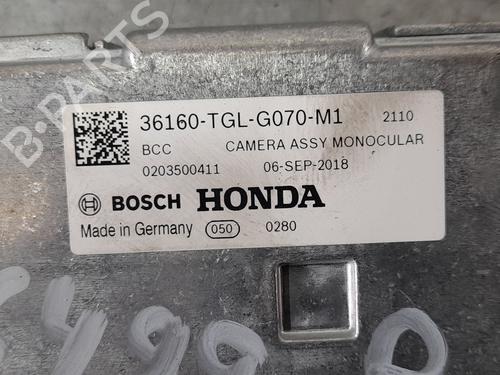 B-PARTS
36160-TGL-G070-M1 2110
BCC CAMERA ASSY MONOCULAR
0203500411 06-SEP-2018
BOSCH HONDA
Made in Germany 050 0280